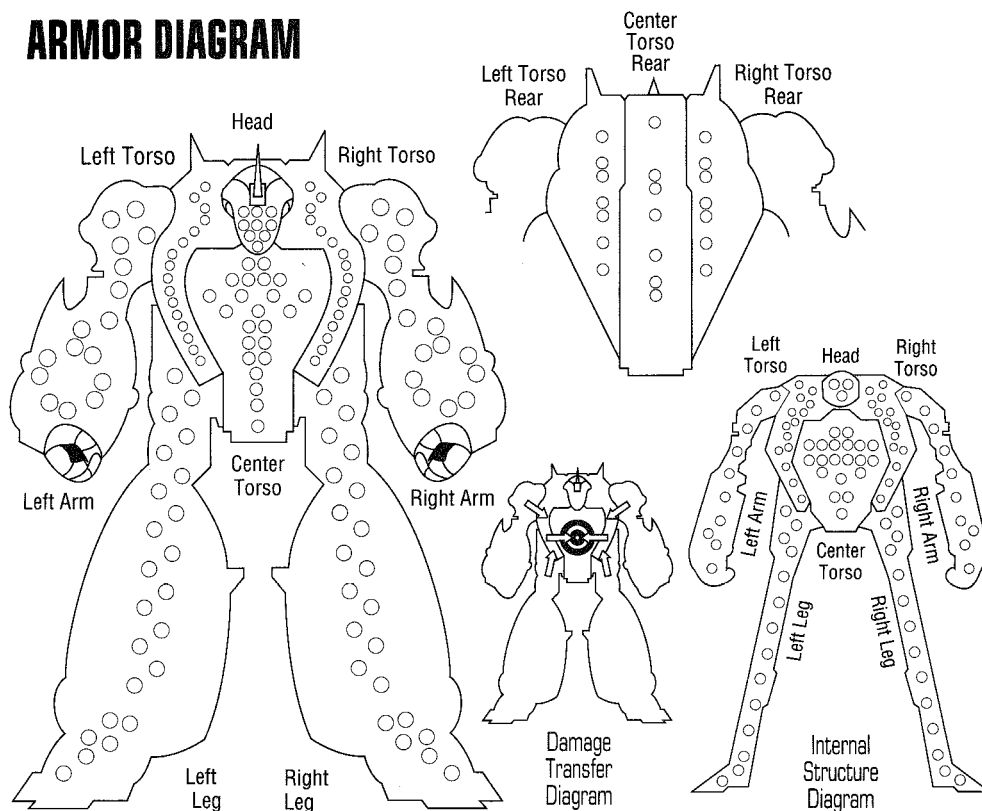 ARMOR DIAGRAM
Head
Left Torso
Right Torso
Left Arm
Center
Torso
Right Arm
Left
Leg
Right
Leg
Center
Torso
Rear
Left Torso
Rear
Right Torso
Rear
Damage
Transfer
Diagram
Left
Torso
Head
Right
Torso
Left Arm
Right Arm
Center
Torso
Left Leg
Right Leg
Internal
Structure
Diagram